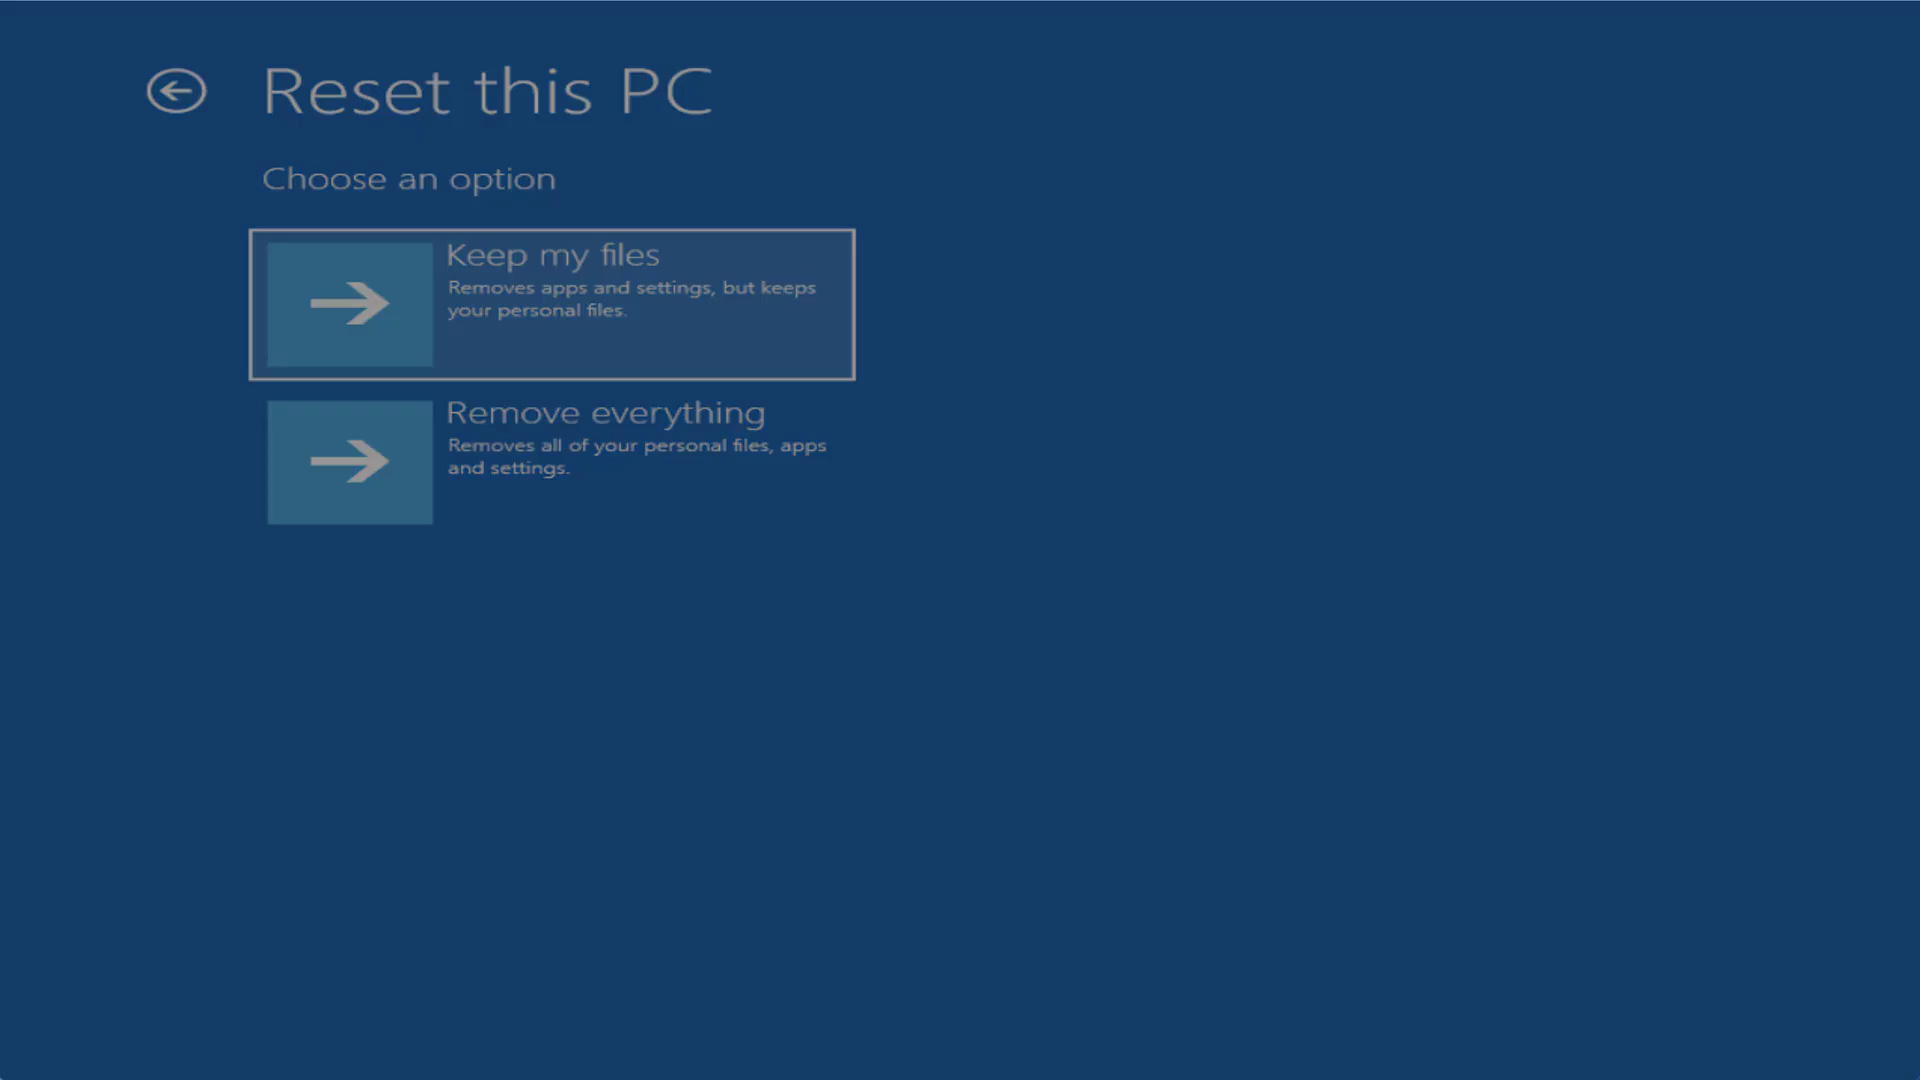 Reset this PC
Choose an option
Keep my files
Removes apps and settings, but keeps
your personal files.
Remove everything
Removes all of your personal files, apps
and settings.